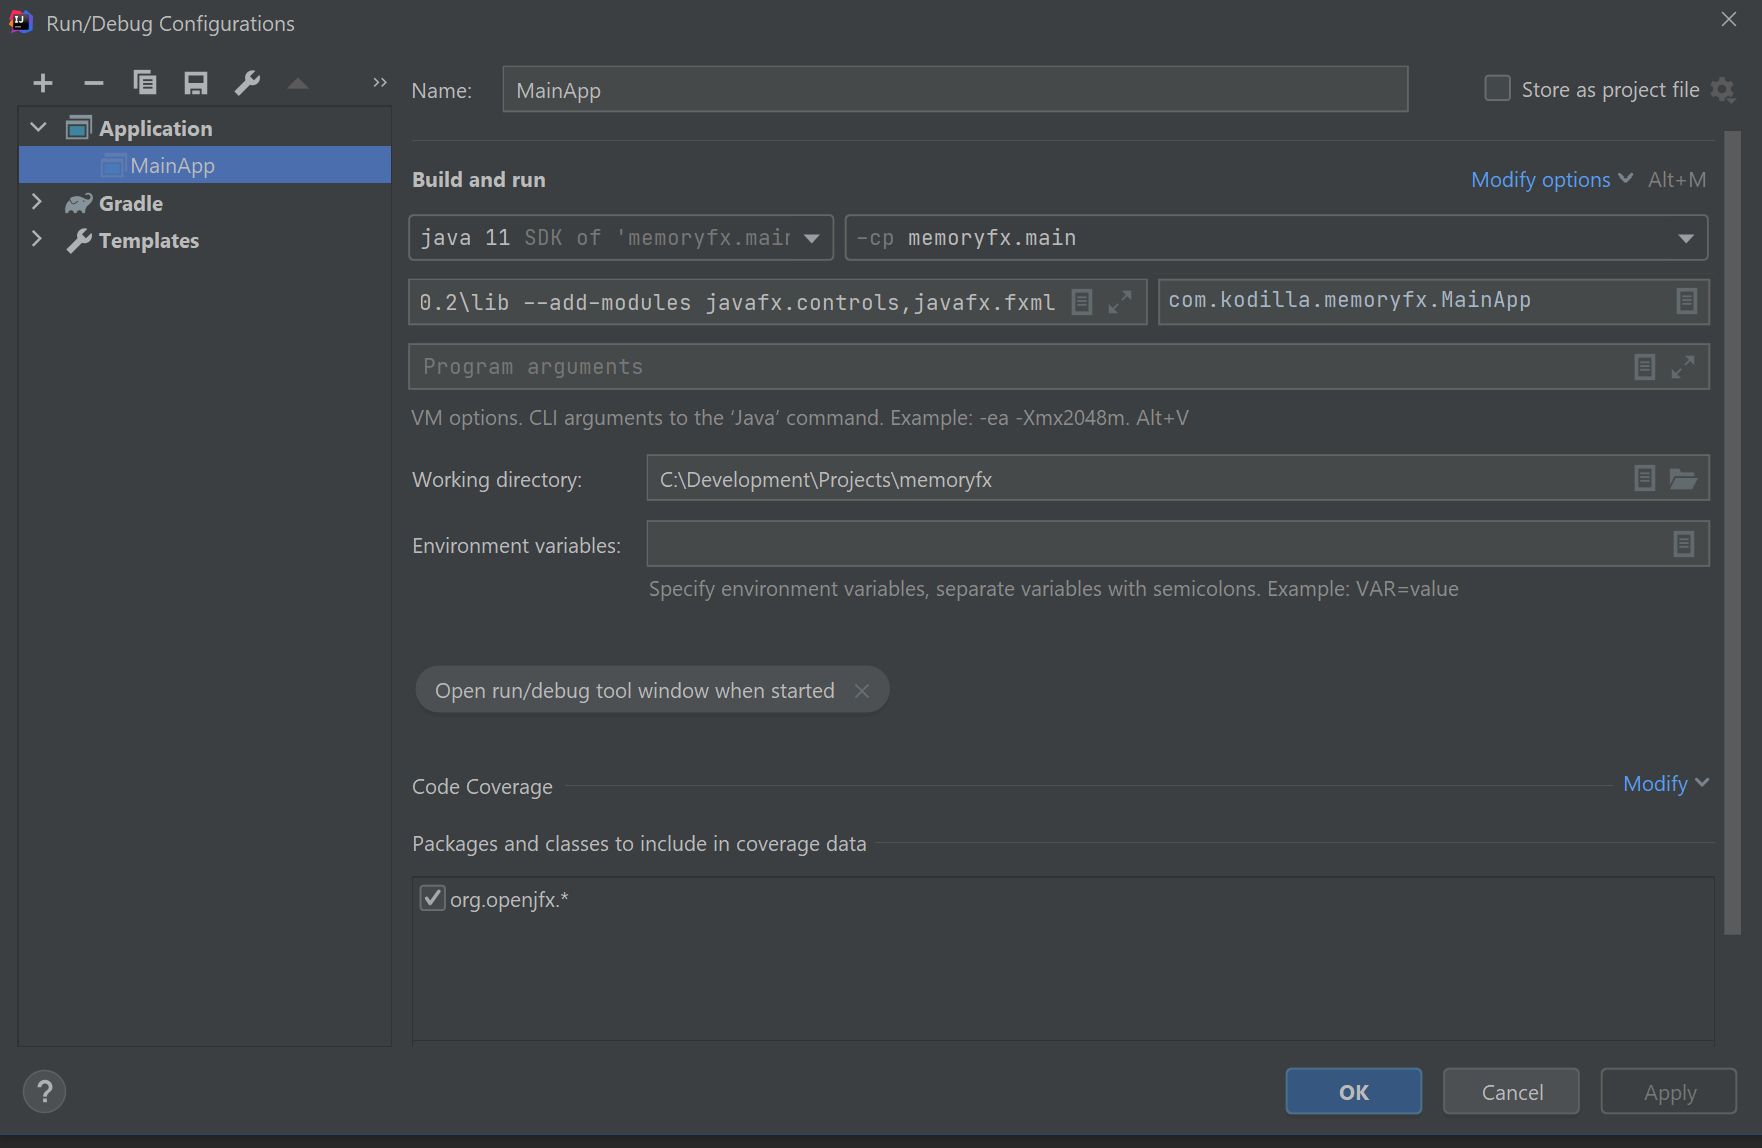 Run/Debug Configurations
Name:
MainApp
Store as project file
Application
MainApp
Gradle
Templates
Build and run
Modify options
Alt+M
java 11 SDK of 'memoryfx.mair
-cp memoryfx.main
0.2\lib --add-modules javafx.controls,javafx.fxml
com.kodilla.memoryfx.MainApp
Program arguments
VM options. CLI arguments to the ‘Java’ command. Example: -ea -Xmx2048m. Alt+V
Working directory:
C:\Development\Projects\memoryfx
Environment variables:
Specify environment variables, separate variables with semicolons. Example: VAR=value
Open run/debug tool window when started
Code Coverage
Modify
Packages and classes to include in coverage data
org.openjfx.*
?
OK
Cancel
Apply